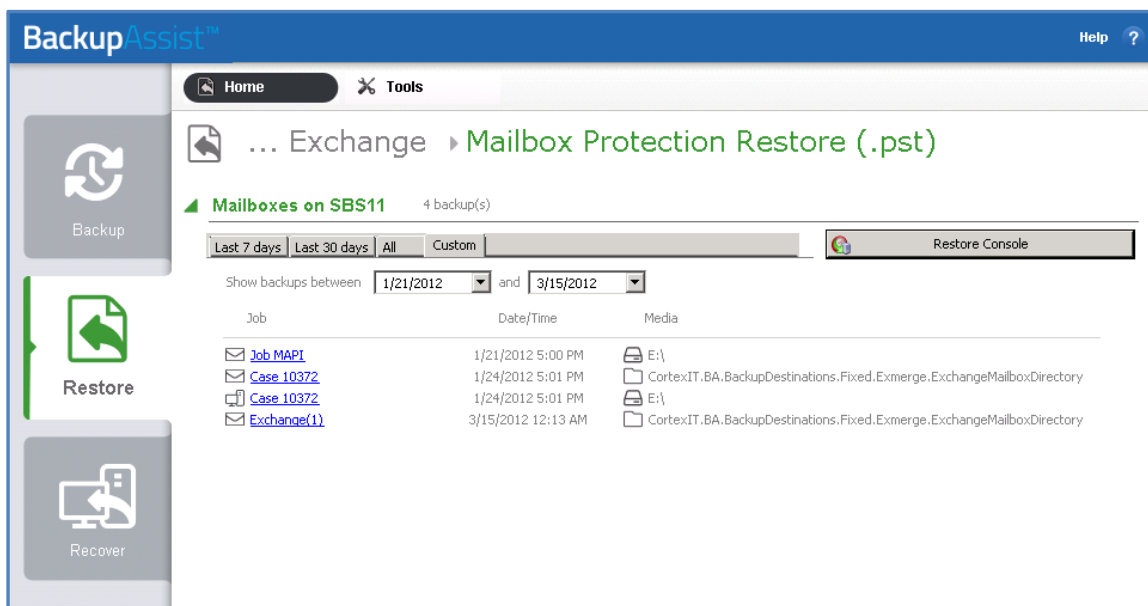 BackupAssist™
Help ?
Home
Tools
... Exchange Mailbox Protection Restore (.pst)
Backup
Mailboxes on SBS11 4 backup(s)
Last 7 days Last 30 days All Custom
Restore Console
Show backups between 1/21/2012 and 3/15/2012
Job Date/Time Media
Job MAPI 1/21/2012 5:00 PM E:\
Case 10372 1/24/2012 5:01 PM CortexIT.BA.BackupDestinations.Fixed.Exmerge.ExchangeMailboxDirectory
Case 10372 1/24/2012 5:01 PM E:\
Exchange(1) 3/15/2012 12:13 AM CortexIT.BA.BackupDestinations.Fixed.Exmerge.ExchangeMailboxDirectory
Restore
Recover